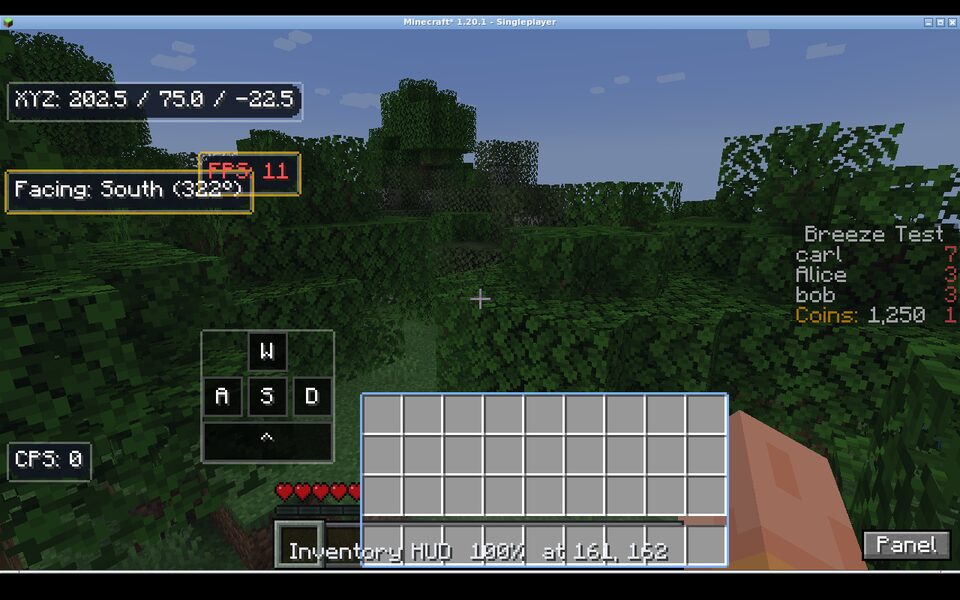 Minecraft* 1.20.1 - Singleplayer
XYZ: 202.5 / 75.0 / -22.5
FPS: 11
Facing: South (322°)
Breeze Test
carl 7
Alice 3
bob 3
Coins: 1,250 1
W
A S D
^
CPS: 0
Inventory HUD 100% at 161, 162
Panel